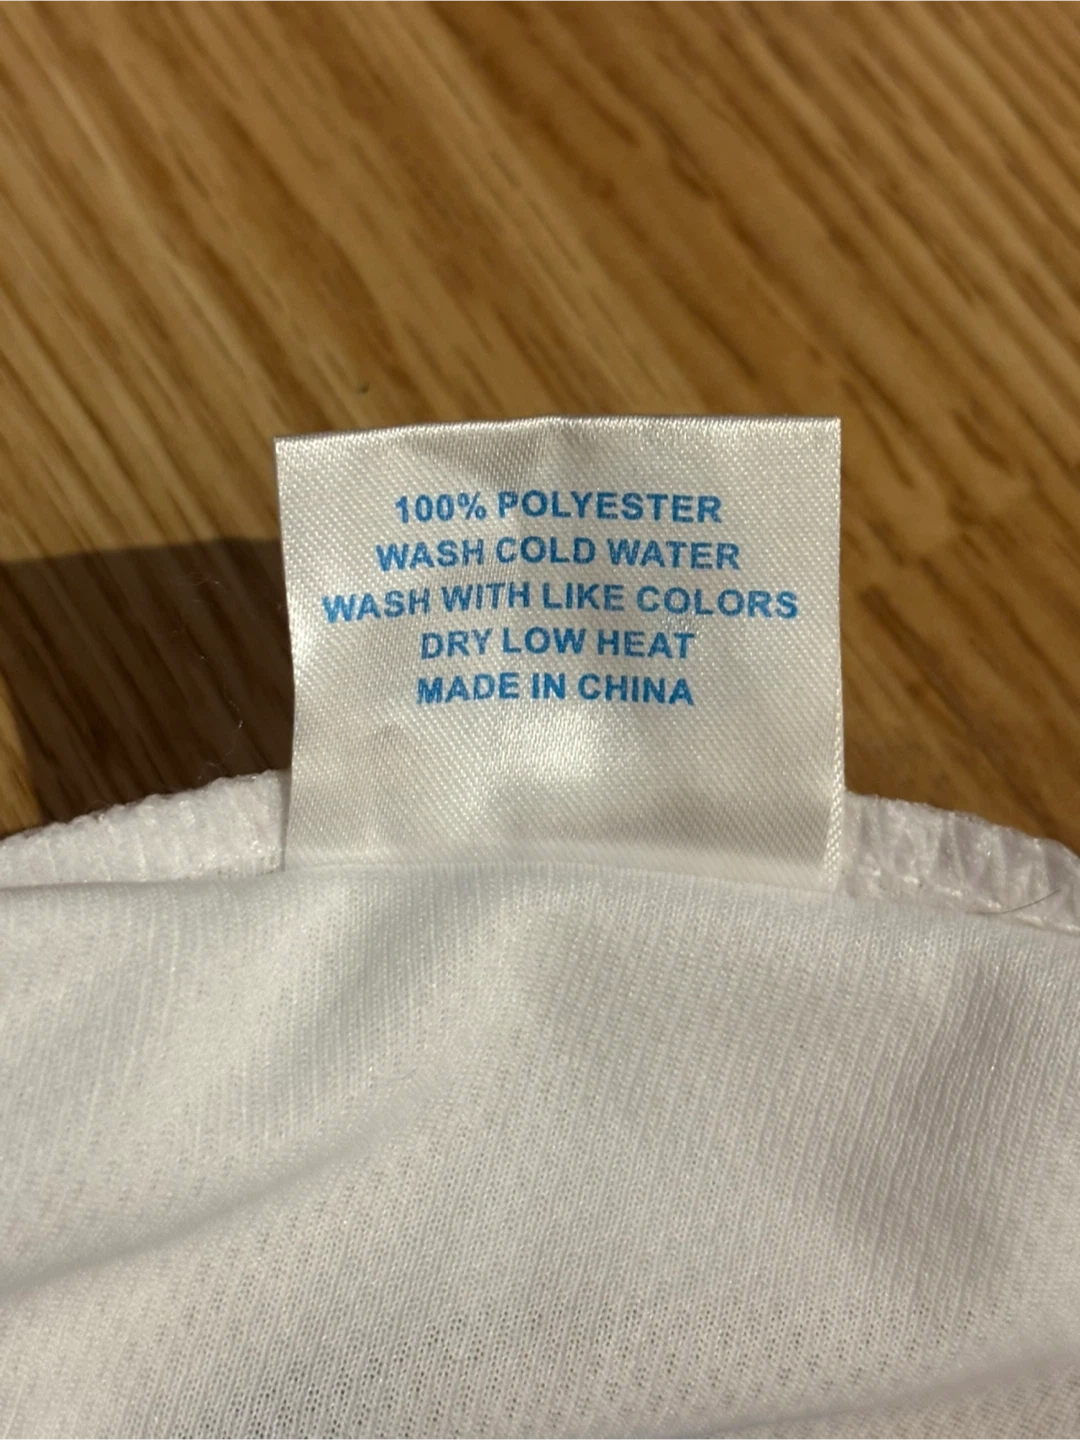 100% POLYESTER
WASH COLD WATER
WASH WITH LIKE COLORS
DRY LOW HEAT
MADE IN CHINA